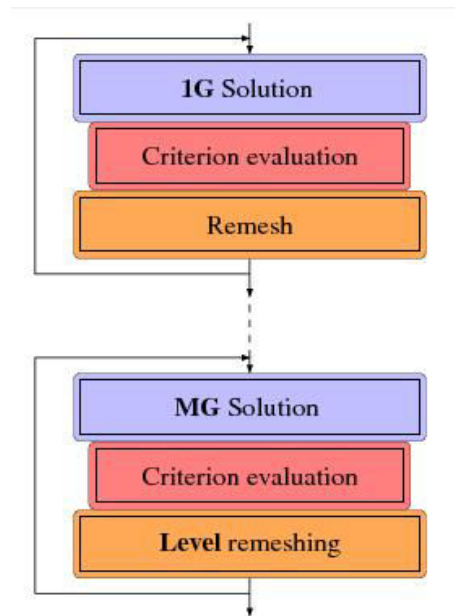 1G Solution
Criterion evaluation
Remesh
MG Solution
Criterion evaluation
Level remeshing